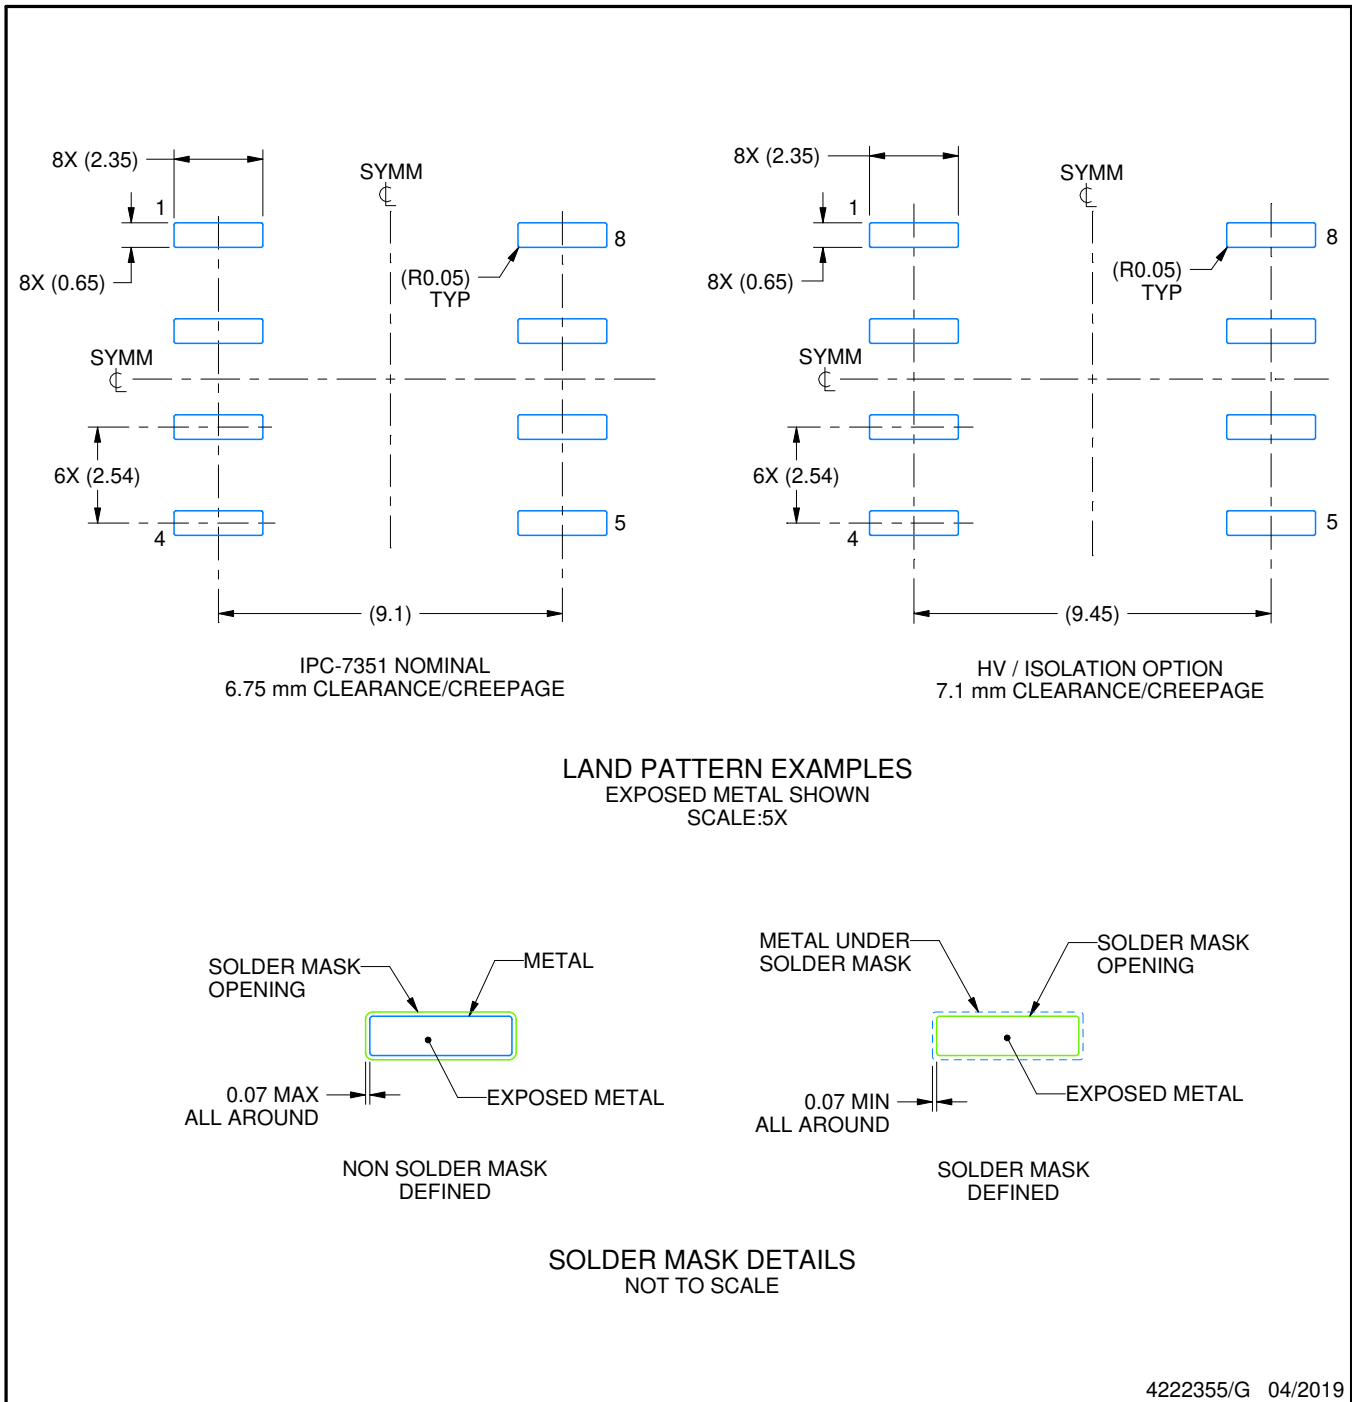 8X (2.35)
SYMM
1
8
8X (0.65)
(R0.05)
TYP
SYMM
6X (2.54)
4
5
(9.1)
IPC-7351 NOMINAL
6.75 mm CLEARANCE/CREEPAGE
8X (2.35)
SYMM
1
8
8X (0.65)
(R0.05)
TYP
SYMM
6X (2.54)
4
5
(9.45)
HV / ISOLATION OPTION
7.1 mm CLEARANCE/CREEPAGE
LAND PATTERN EXAMPLES
EXPOSED METAL SHOWN
SCALE:5X
SOLDER MASK
OPENING
METAL
0.07 MAX
ALL AROUND
EXPOSED METAL
NON SOLDER MASK
DEFINED
METAL UNDER
SOLDER MASK
SOLDER MASK
OPENING
0.07 MIN
ALL AROUND
EXPOSED METAL
SOLDER MASK
DEFINED
SOLDER MASK DETAILS
NOT TO SCALE
4222355/G 04/2019